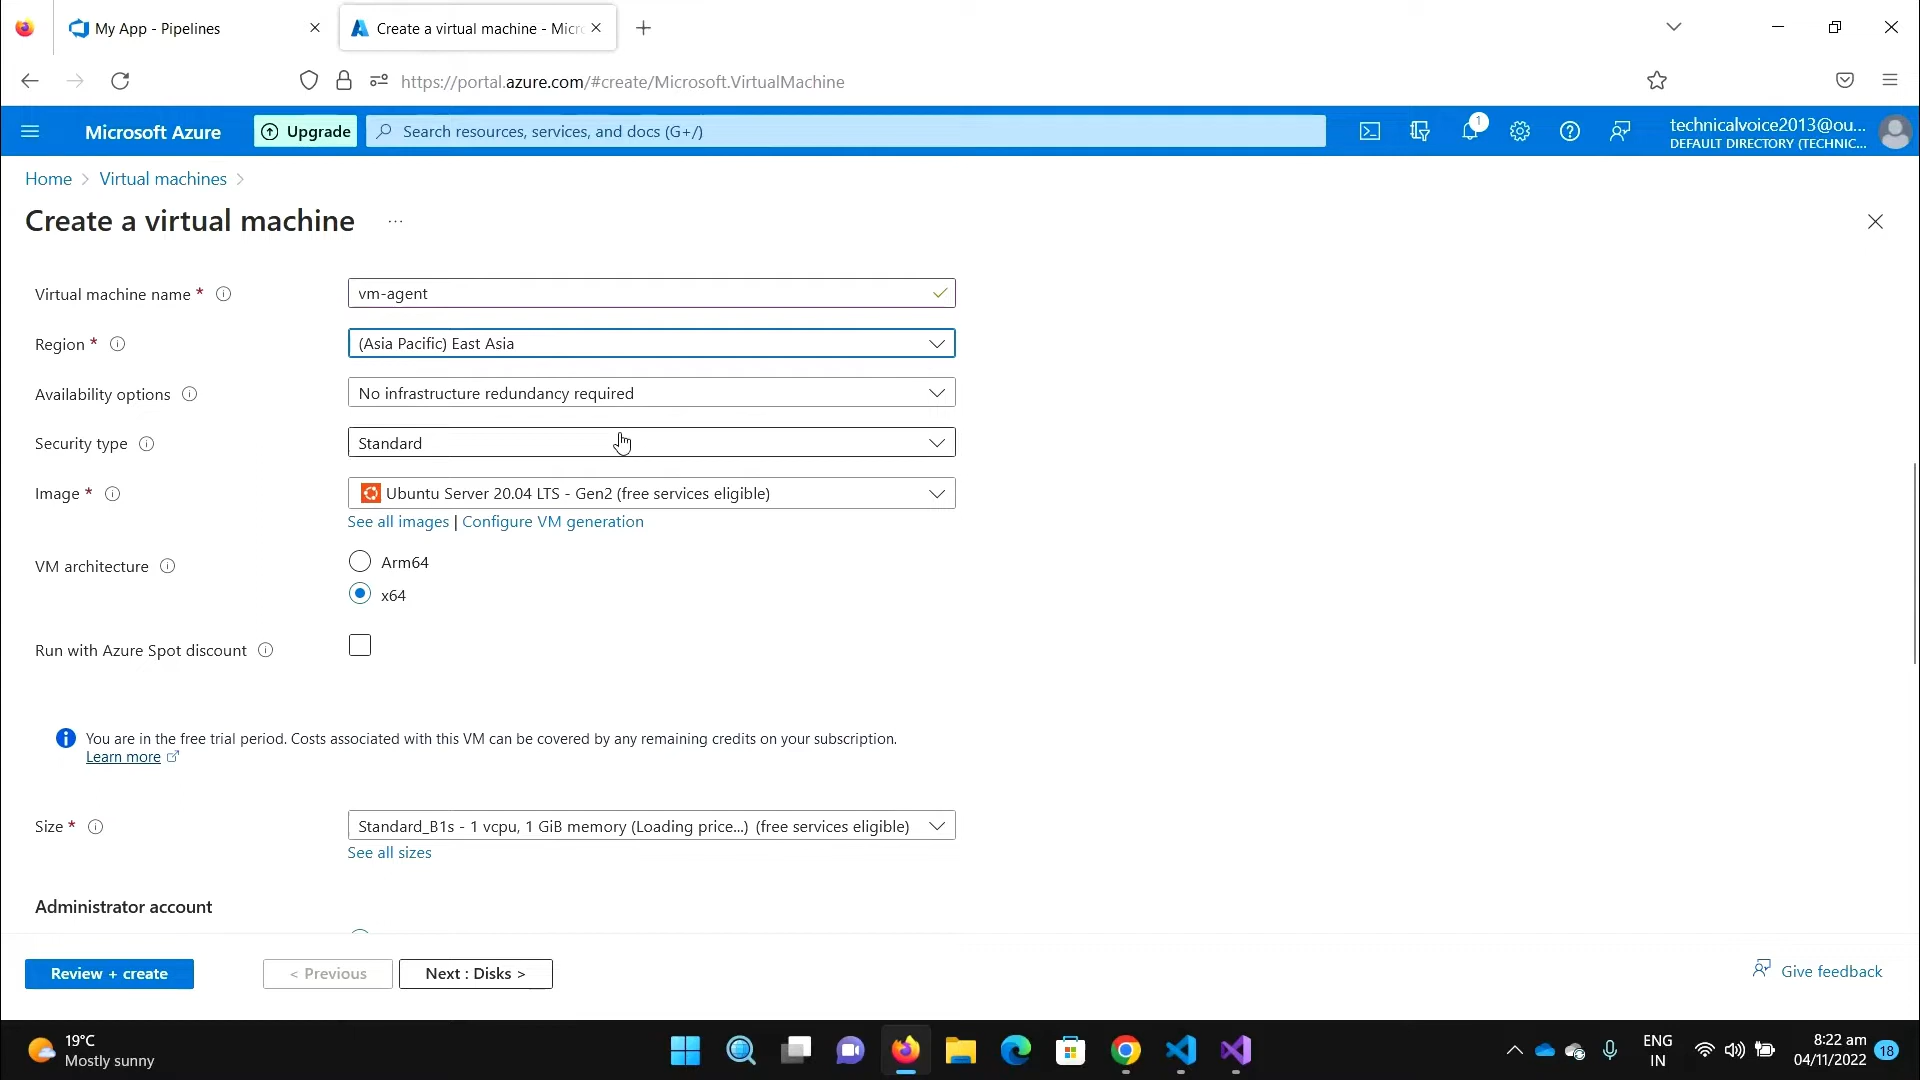 My App - Pipelines
Create a virtual machine - Micr
https://portal.azure.com/#create/Microsoft.VirtualMachine
Microsoft Azure
Upgrade
Search resources, services, and docs (G+/)
1
technicalvoice2013@ou...
DEFAULT DIRECTORY (TECHNIC...
Home > Virtual machines >
Create a virtual machine ...
Virtual machine name *
vm-agent
Region *
(Asia Pacific) East Asia
Availability options
No infrastructure redundancy required
Security type
Standard
Image *
Ubuntu Server 20.04 LTS - Gen2 (free services eligible)
See all images | Configure VM generation
VM architecture
Arm64
x64
Run with Azure Spot discount
You are in the free trial period. Costs associated with this VM can be covered by any remaining credits on your subscription.
Learn more
Size *
Standard_B1s - 1 vcpu, 1 GiB memory (Loading price...) (free services eligible)
See all sizes
Administrator account
Review + create
< Previous
Next : Disks >
Give feedback
19°C
Mostly sunny
ENG
IN
8:22 am
04/11/2022
18